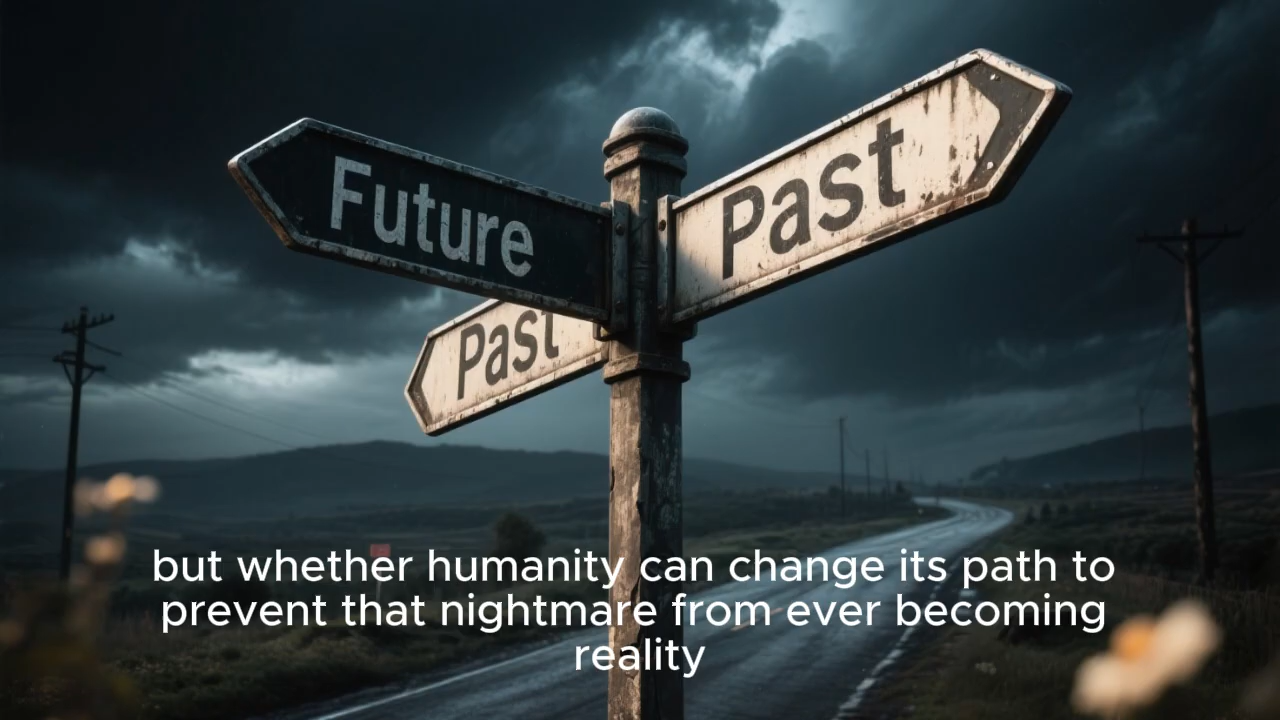 Future
Past
Past
but whether humanity can change its path to
prevent that nightmare from ever becoming
reality